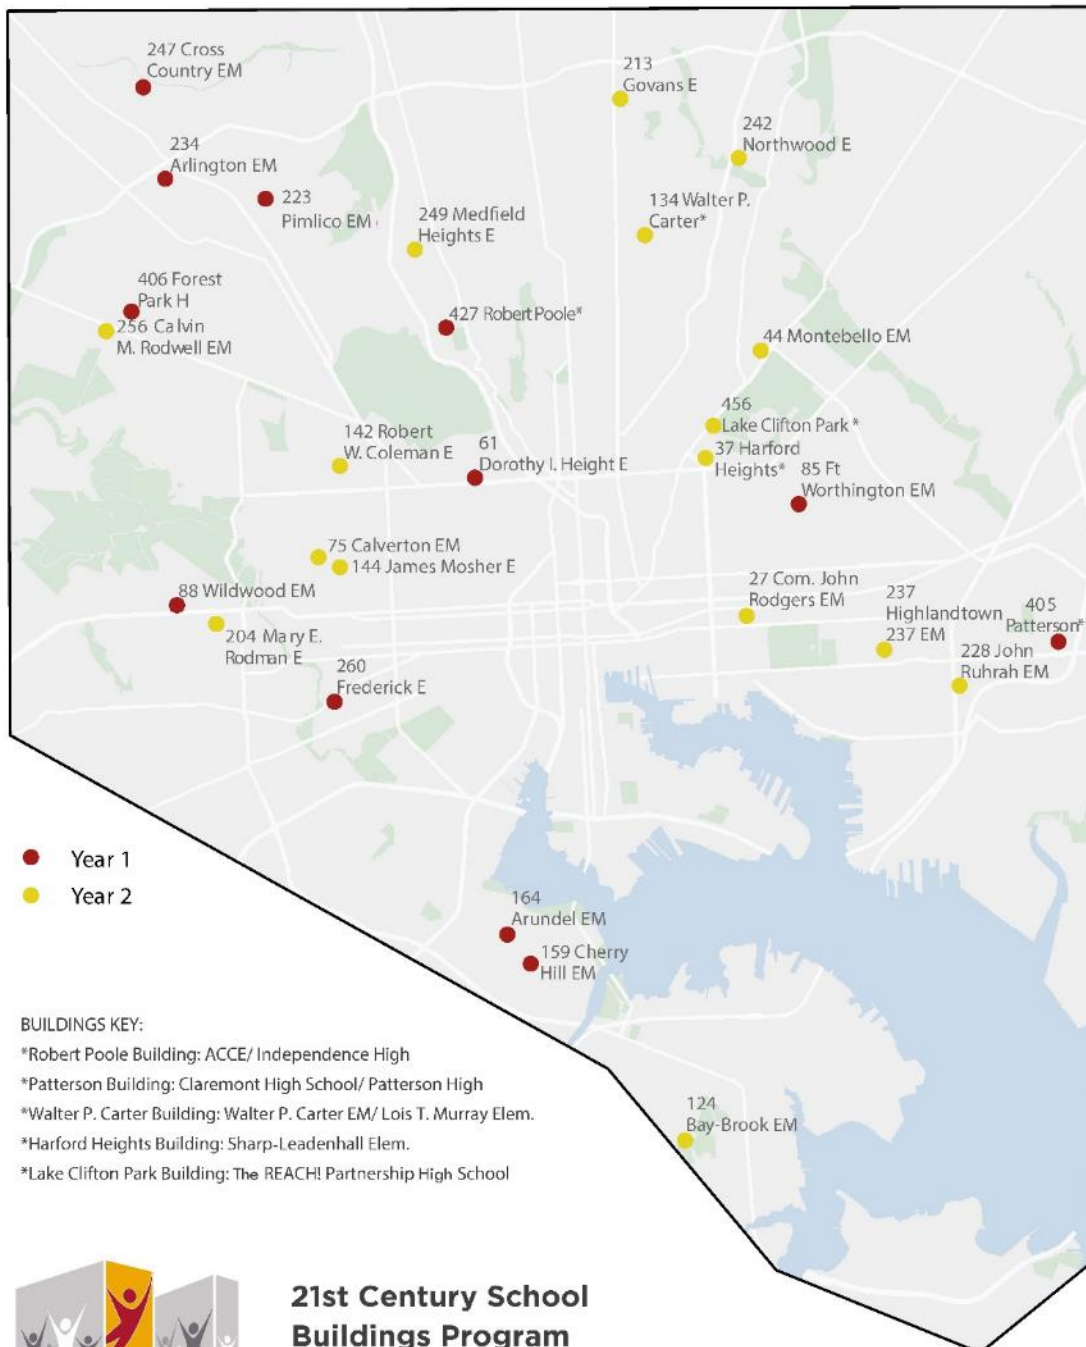 247 Cross
Country EM
213
Govans E
234
Arlington EM
242
Northwood E
223
Pimlico EM
249 Medfield
Heights E
134 Walter P.
Carter*
406 Forest
Park H
256 Calvin
M. Rodwell EM
427 Robert Poole*
44 Montebello EM
142 Robert
W. Coleman E
61
Dorothy I. Height E
456
Lake Clifton Park *
37 Harford
Heights*
85 Ft
Worthington EM
75 Calverton EM
144 James Mosher E
88 Wildwood EM
204 Mary E.
Rodman E
27 Com. John
Rodgers EM
237
Highlandtown
237 EM
405
Patterson*
228 John
Ruhrah EM
260
Frederick E
Year 1
Year 2
164
Arundel EM
159 Cherry
Hill EM
124
Bay-Brook EM
BUILDINGS KEY:
*Robert Poole Building: ACCE/ Independence High
*Patterson Building: Claremont High School/ Patterson High
*Walter P. Carter Building: Walter P. Carter EM/ Lois T. Murray Elem.
*Harford Heights Building: Sharp-Leadenhall Elem.
*Lake Clifton Park Building: The REACH! Partnership High School
21st Century School
Buildings Program